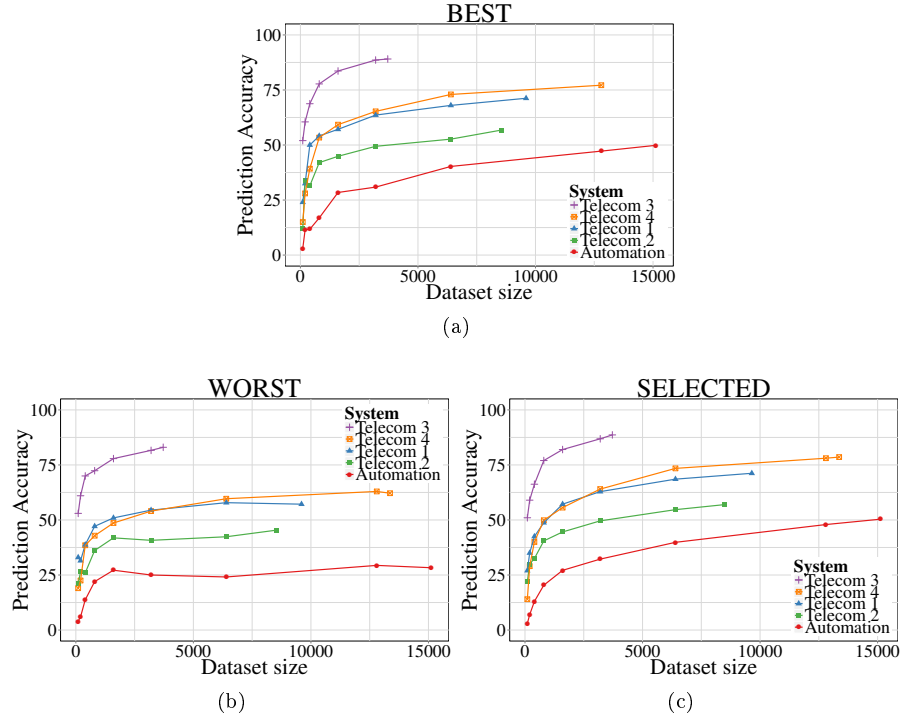 BEST
Prediction Accuracy
100
75
50
25
0
System
Telecom 3
Telecom 4
Telecom 1
Telecom 2
Automation
0 5000 10000 15000
Dataset size
(a)
WORST
Prediction Accuracy
100
75
50
25
0
System
Telecom 3
Telecom 4
Telecom 1
Telecom 2
Automation
0 5000 10000 15000
Dataset size
(b)
SELECTED
Prediction Accuracy
100
75
50
25
0
System
Telecom 3
Telecom 4
Telecom 1
Telecom 2
Automation
0 5000 10000 15000
Dataset size
(c)